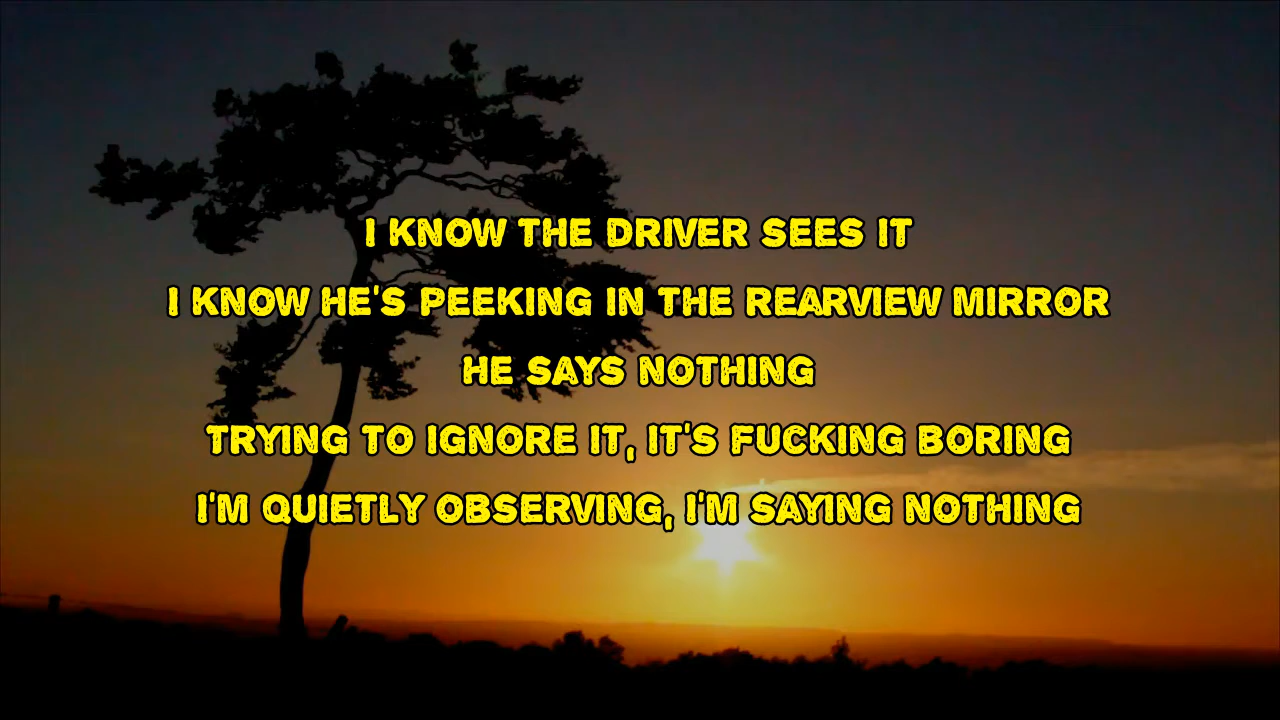 I KNOW THE DRIVER SEES IT
I KNOW HE'S PEEKING IN THE REARVIEW MIRROR
HE SAYS NOTHING
TRYING TO IGNORE IT, IT'S FUCKING BORING
I'M QUIETLY OBSERVING, I'M SAYING NOTHING